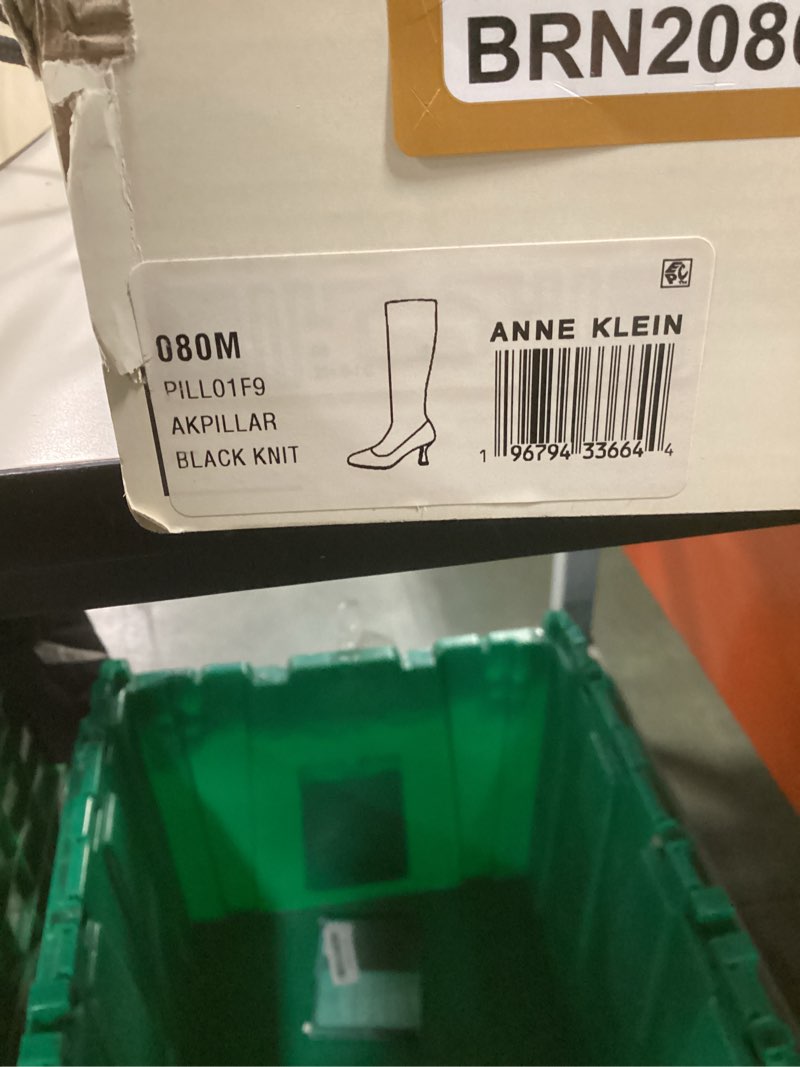 BRN208
080M
PILL01F9
AKPILLAR
BLACK KNIT
ANNE KLEIN
1 96794 33664 4